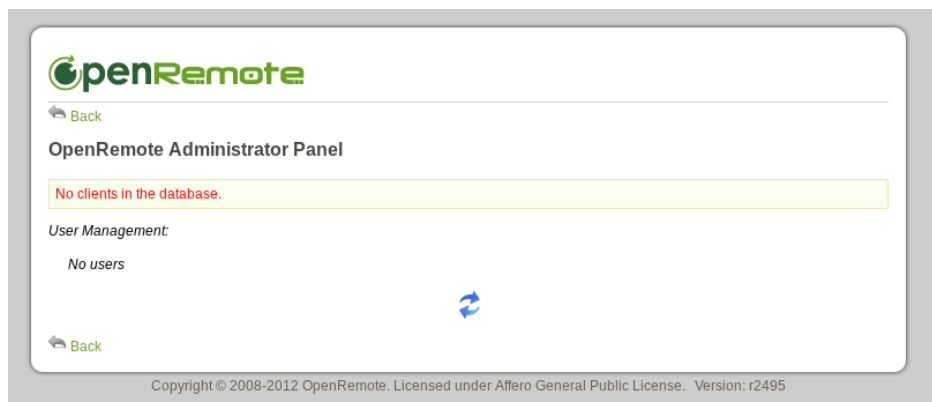 OpenRemote
Back
OpenRemote Administrator Panel
No clients in the database.
User Management:
No users
Back
Copyright © 2008-2012 OpenRemote. Licensed under Affero General Public License. Version: r2495